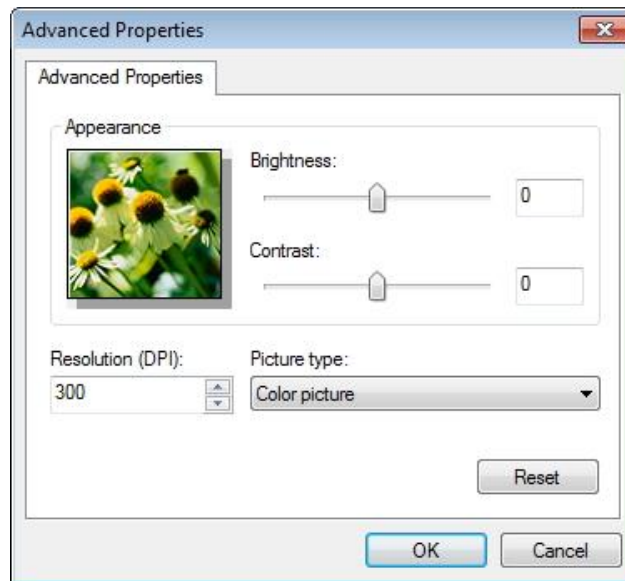 Advanced Properties
Advanced Properties
Appearance
Brightness:
0
Contrast:
0
Resolution (DPI):
Picture type:
300
Color picture
Reset
OK
Cancel